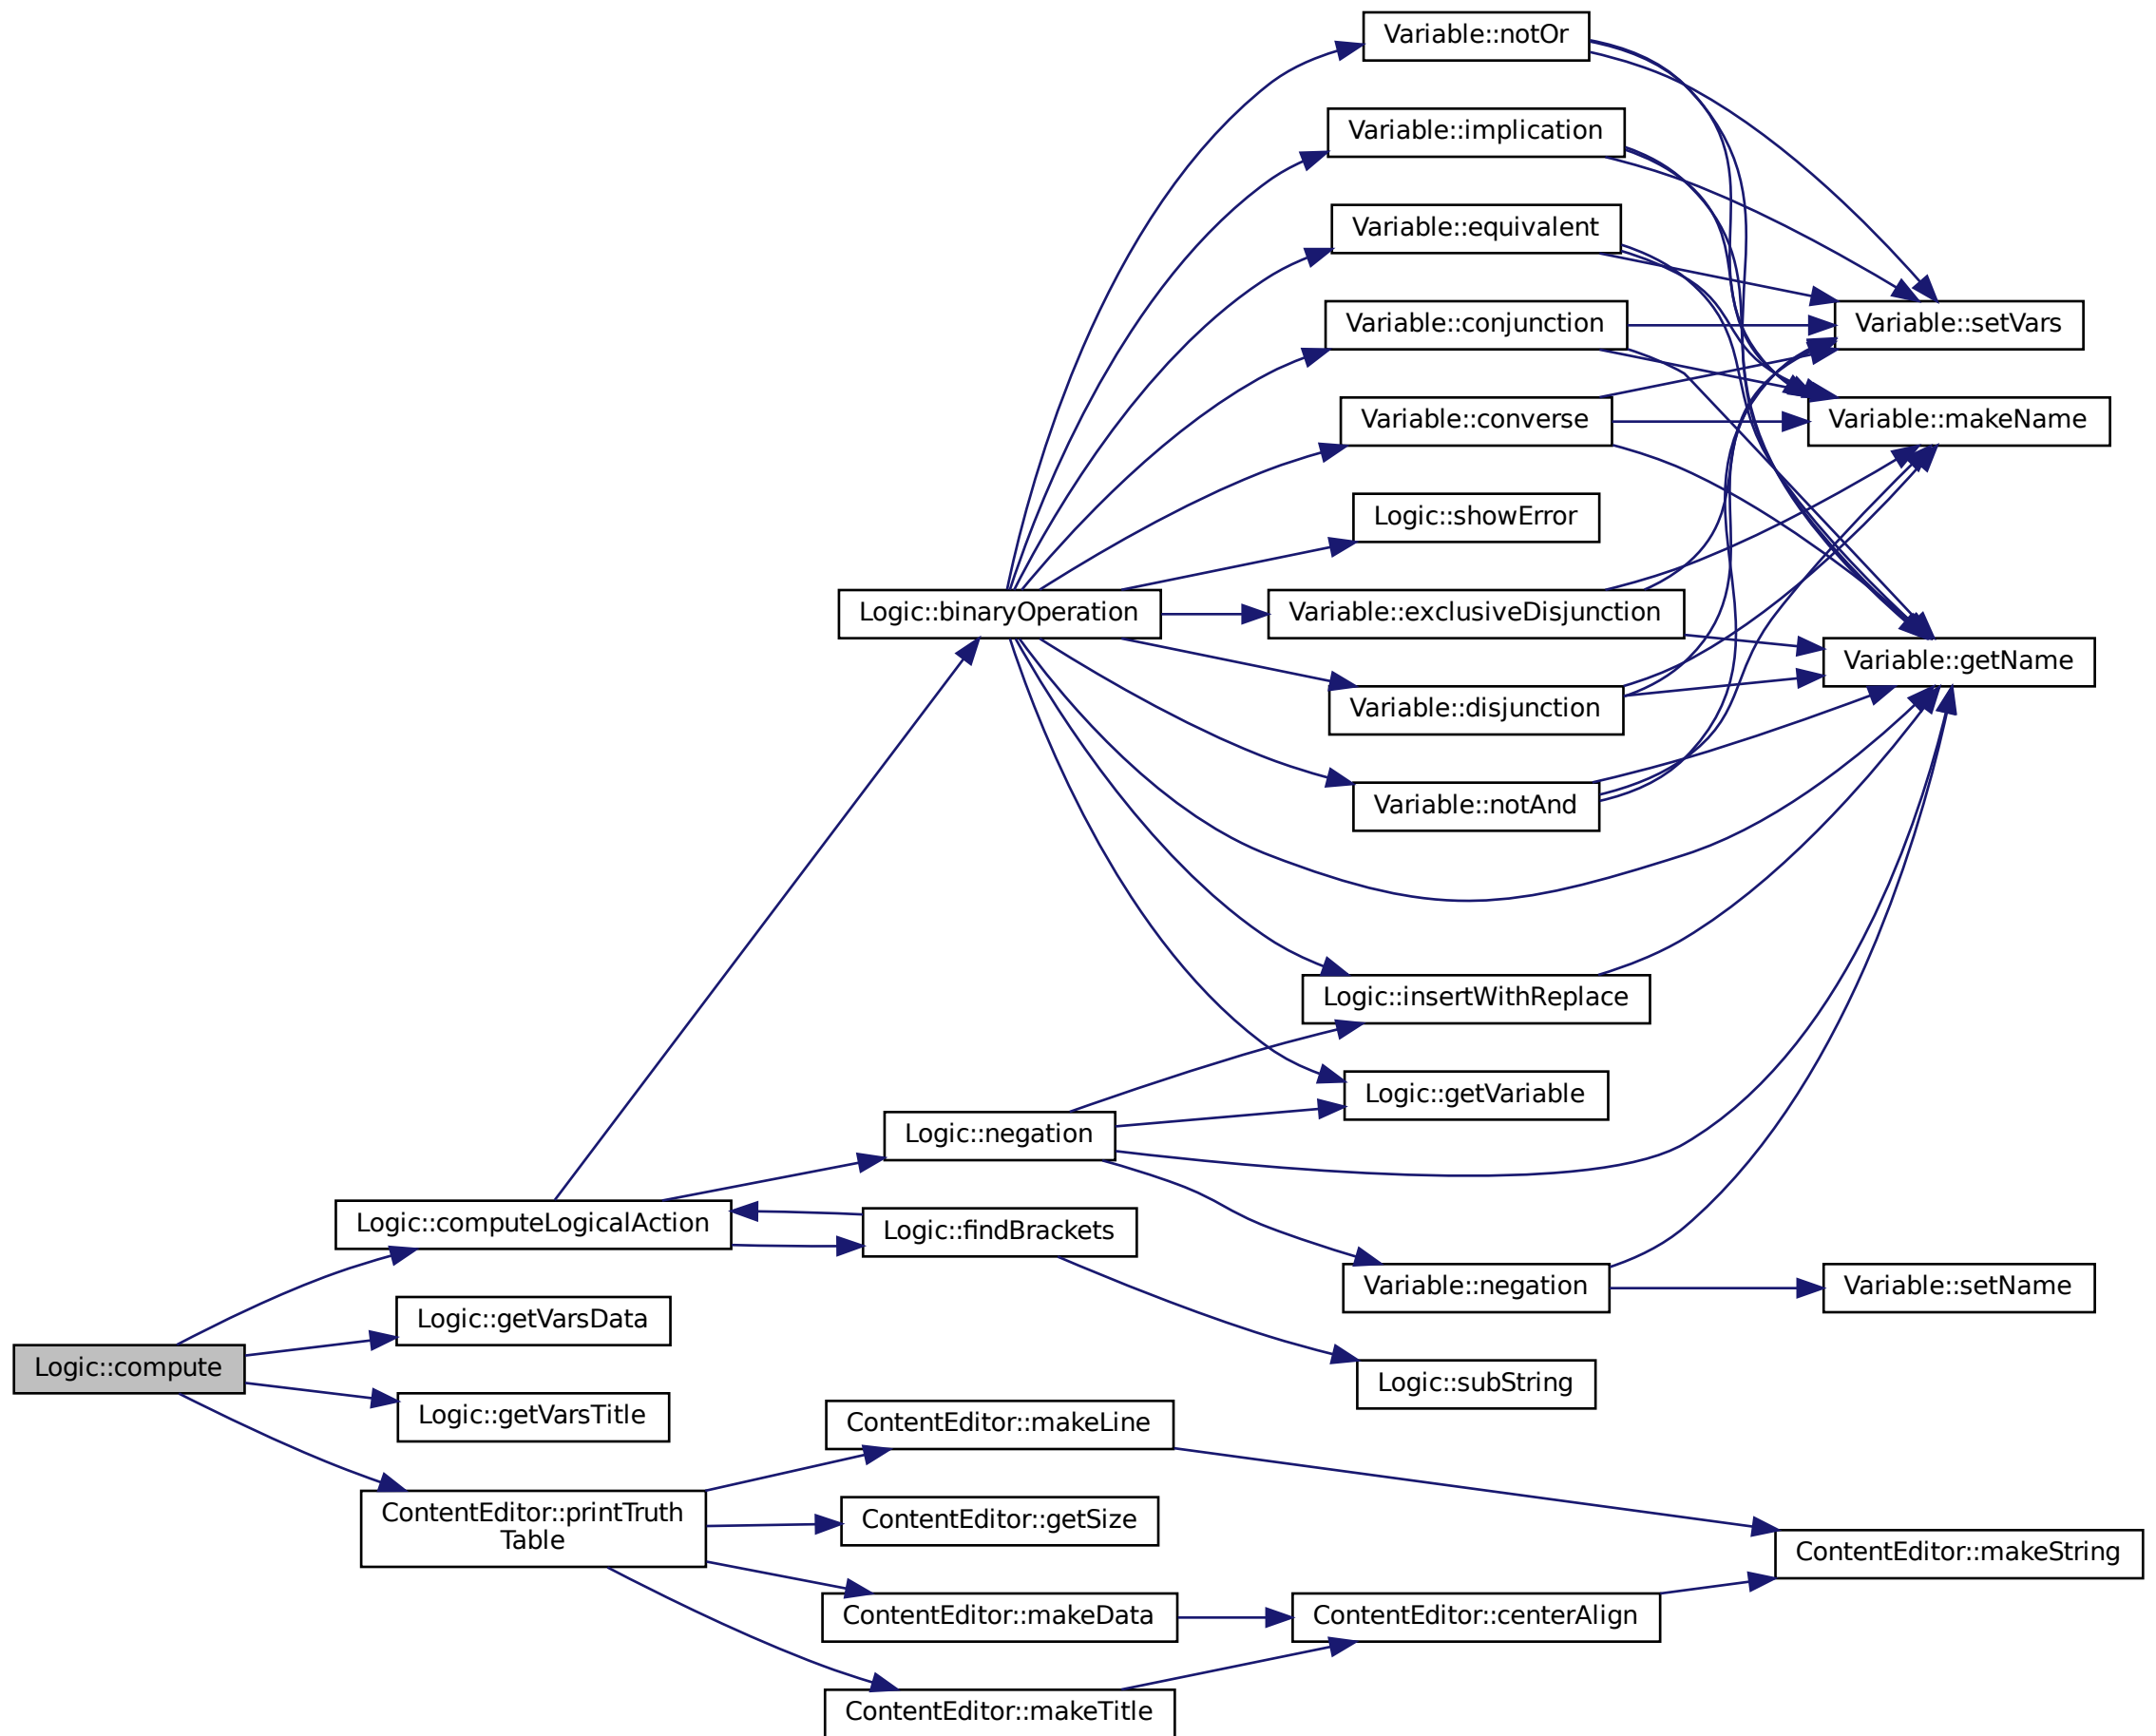 Variable::notOr
Variable::implication
Variable::equivalent
Variable::conjunction
Variable::setVars
Variable::converse
Variable::makeName
Logic::showError
Logic::binaryOperation
Variable::exclusiveDisjunction
Variable::getName
Variable::disjunction
Variable::notAnd
Logic::insertWithReplace
Logic::getVariable
Logic::negation
Logic::computeLogicalAction
Logic::findBrackets
Variable::negation
Variable::setName
Logic::getVarsData
Logic::compute
Logic::subString
Logic::getVarsTitle
ContentEditor::makeLine
ContentEditor::printTruth
Table
ContentEditor::getSize
ContentEditor::makeString
ContentEditor::makeData
ContentEditor::centerAlign
ContentEditor::makeTitle